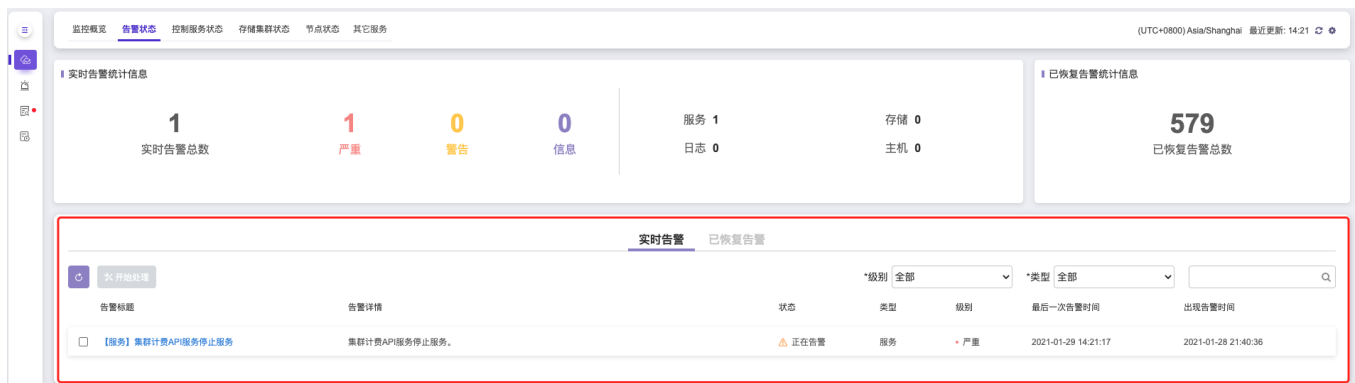 监控概览 告警状态 控制服务状态 存储集群状态 节点状态 其它服务 (UTC+0800) Asia/Shanghai 最近更新: 14:21
实时告警统计信息 已恢复告警统计信息
1 1 0 0 服务 1 存储 0 579
实时告警总数 严重 警告 信息 日志 0 主机 0 已恢复告警总数
实时告警 已恢复告警
开始处理 *级别 全部 *类型 全部
告警标题 告警详情 状态 类型 级别 最后一次告警时间 出现告警时间
【服务】集群计费API服务停止服务 集群计费API服务停止服务。 正在告警 服务 严重 2021-01-29 14:21:17 2021-01-28 21:40:36